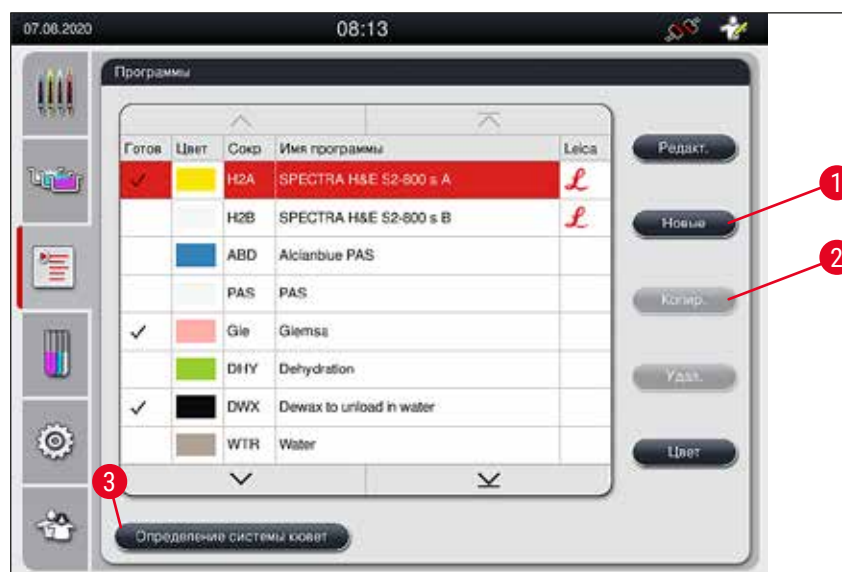 07.08.2020 08:13
Программы
Готов Цвет Сокр Имя программы Leica
H2A SPECTRA H&E S2-800 s A
H2B SPECTRA H&E S2-800 s B
ABD Alcianblue PAS
PAS PAS
Gie Giemsa
DHY Dehydration
DWX Dewax to unload in water
WTR Water
Редакт.
Новые
1
Копир.
2
Удал.
Цвет
3
Определение системы кювет